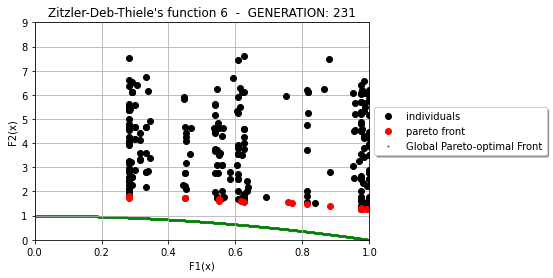 Zitzler-Deb-Thiele's function 6 - GENERATION: 231
9
8
7
6
5
4
3
2
1
0
F2(x)
0.0 0.2 0.4 0.6 0.8 1.0
F1(x)
individuals
pareto front
Global Pareto-optimal Front